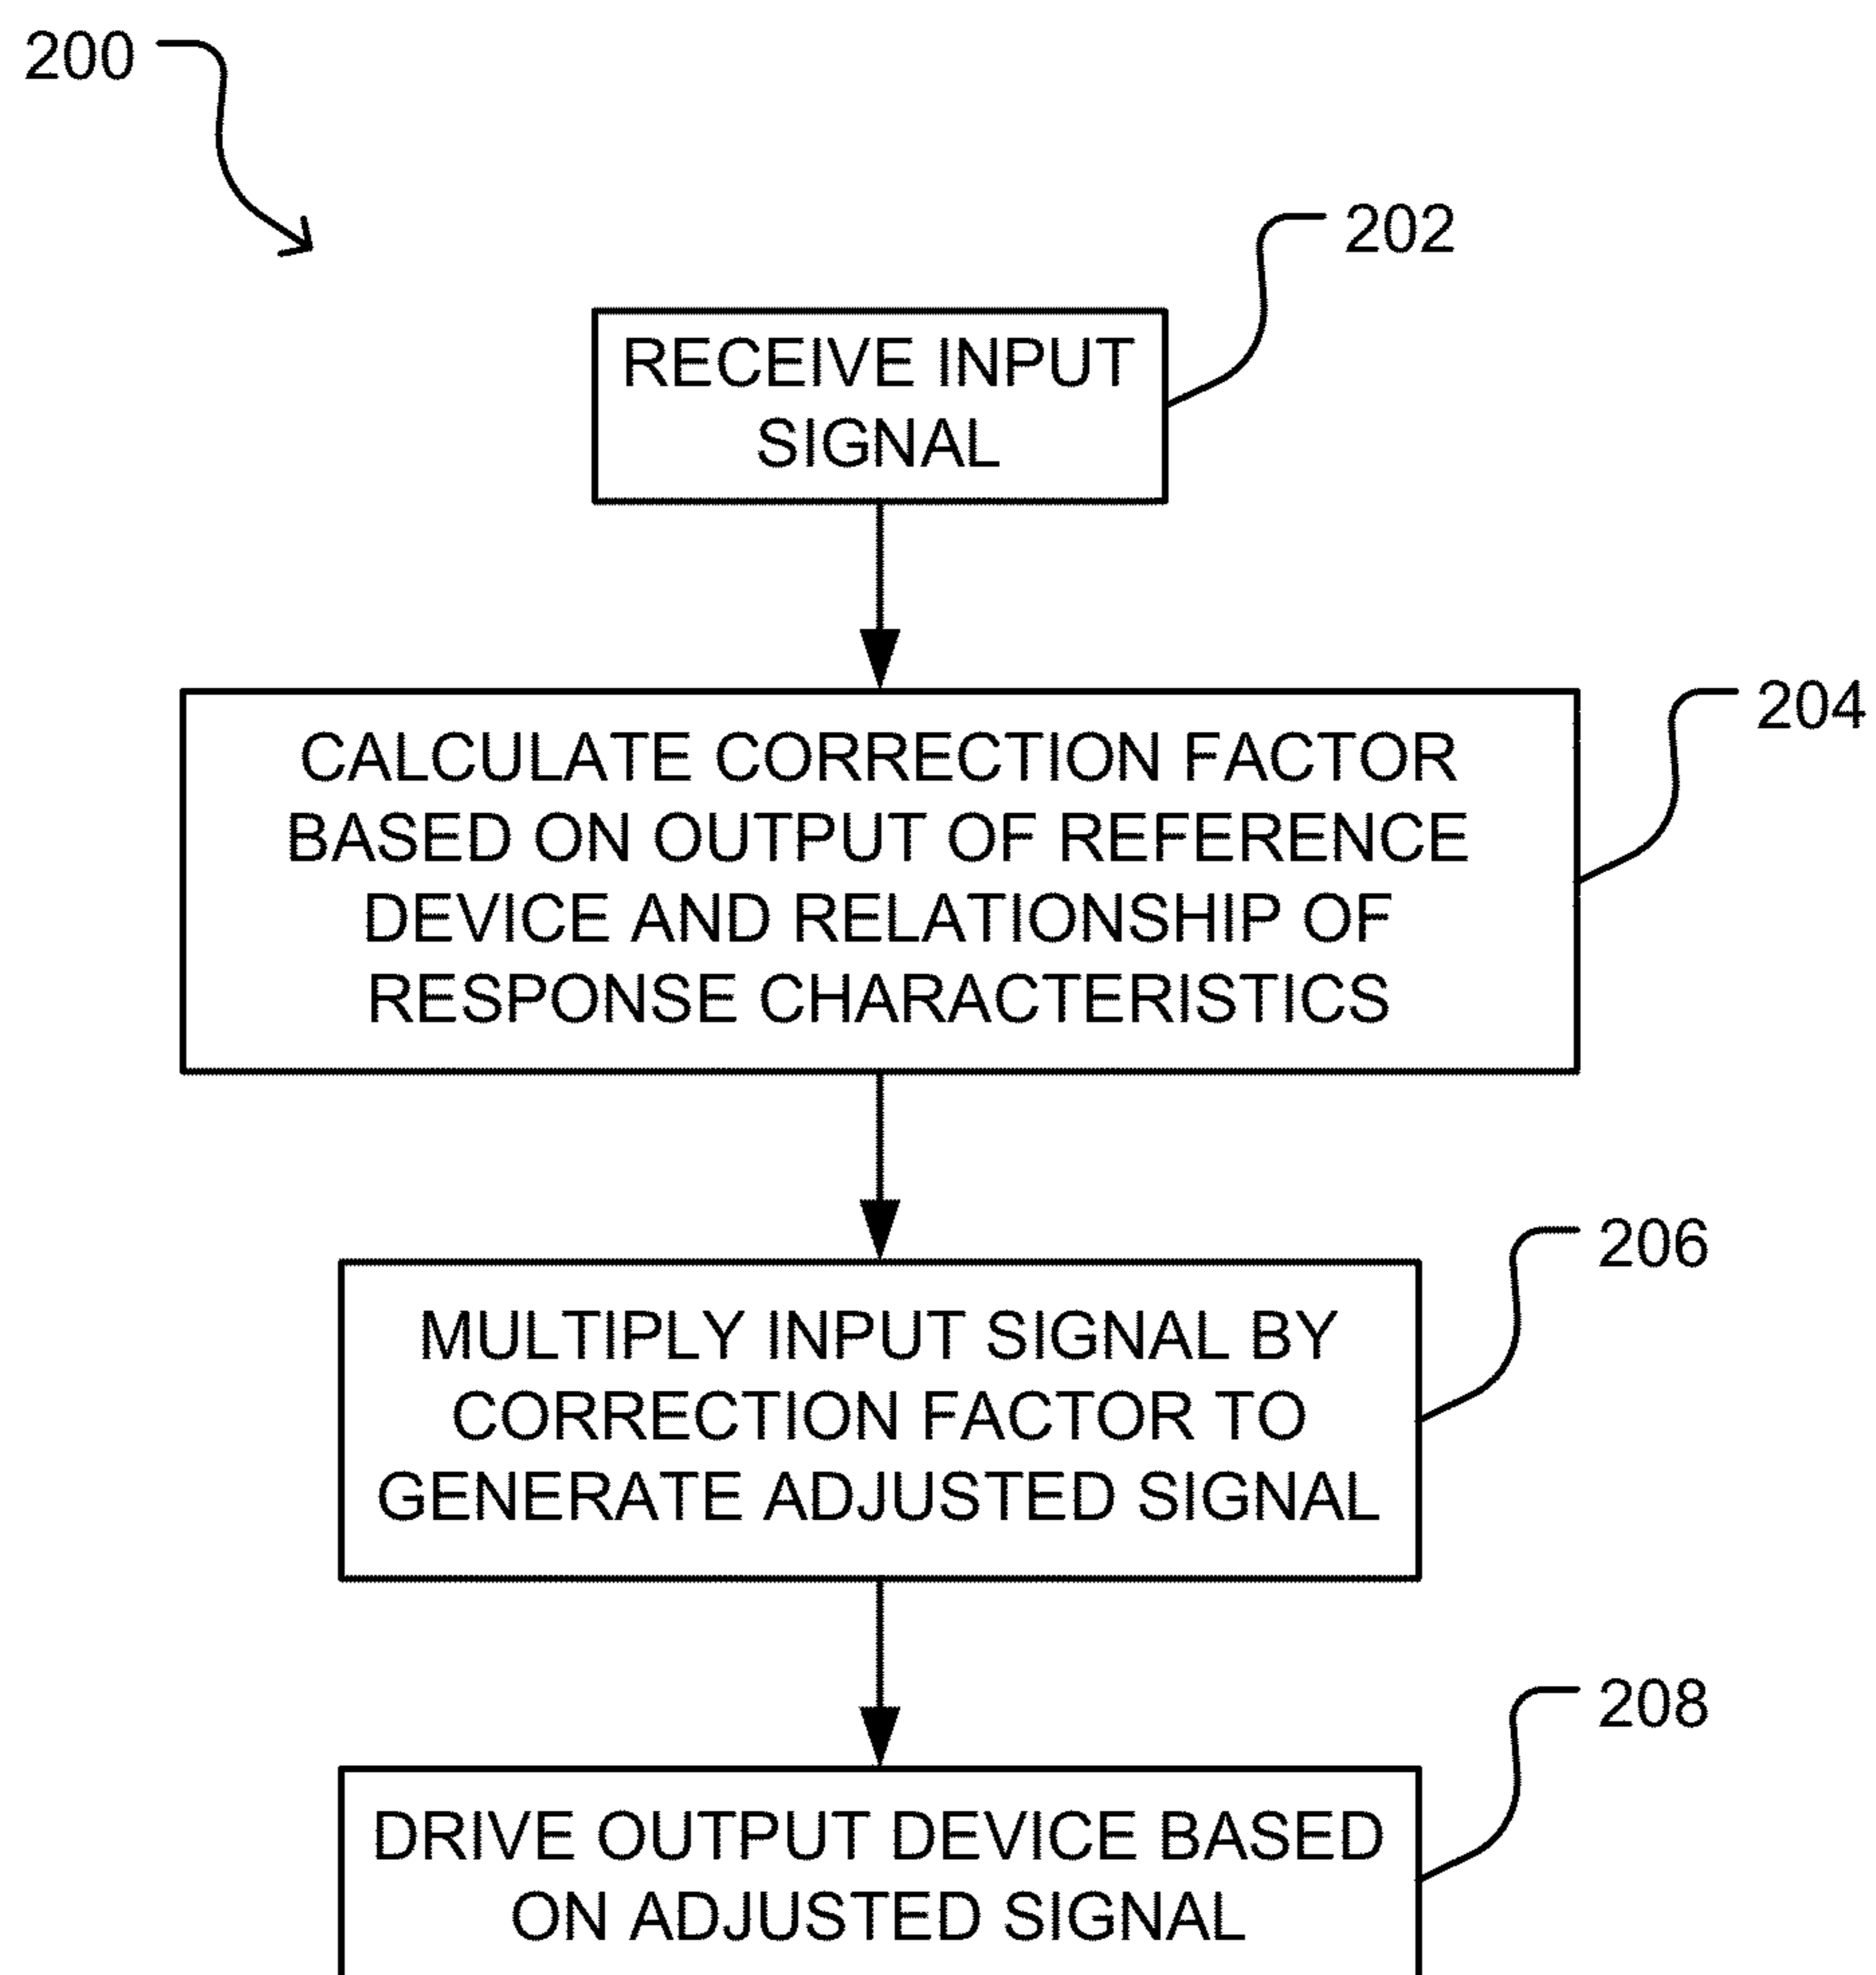 200
202
RECEIVE INPUT
SIGNAL
204
CALCULATE CORRECTION FACTOR
BASED ON OUTPUT OF REFERENCE
DEVICE AND RELATIONSHIP OF
RESPONSE CHARACTERISTICS
206
MULTIPLY INPUT SIGNAL BY
CORRECTION FACTOR TO
GENERATE ADJUSTED SIGNAL
208
DRIVE OUTPUT DEVICE BASED
ON ADJUSTED SIGNAL